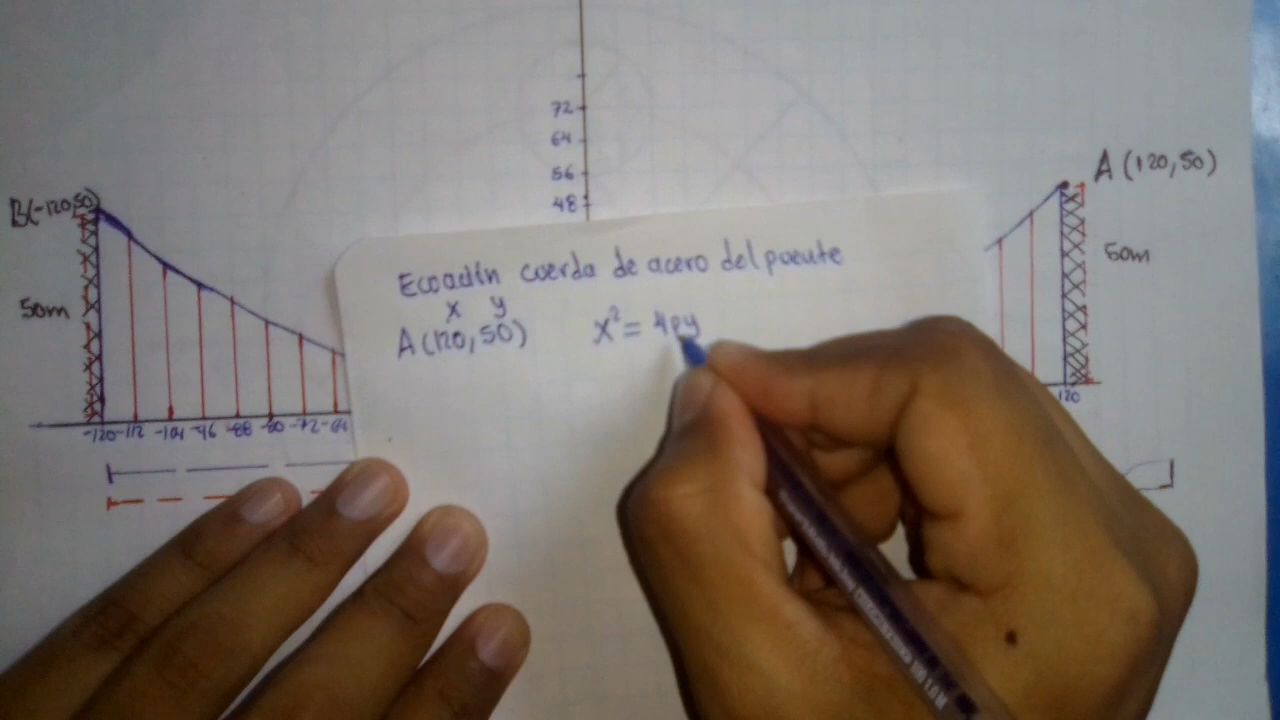 72
64
56
48
A (120,50)
B(-120,50)
50m
50m
Ecoación cuerda de acero del puente
x y
A (120,50) x² = 4py
-120 -112 -104 -96 -88 -80 -72 -64
120